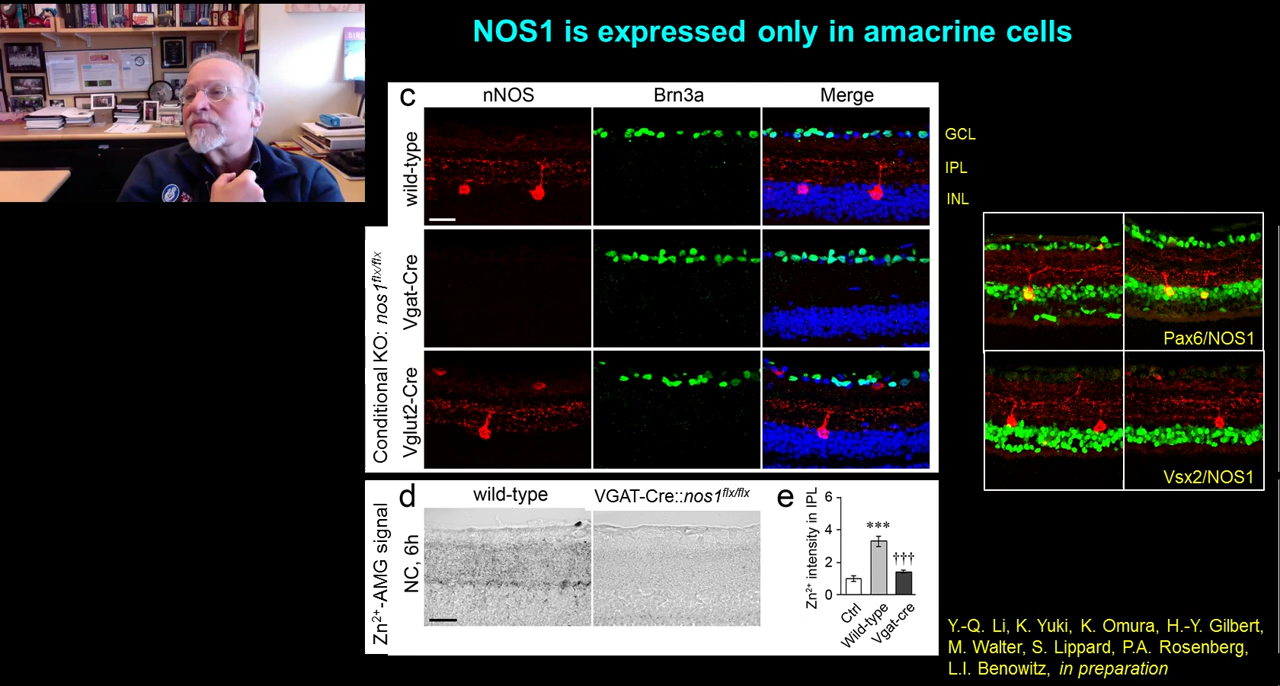 NOS1 is expressed only in amacrine cells
c
nNOS
Brn3a
Merge
wild-type
GCL
IPL
INL
Conditional KO: nos1flx/flx
Vgat-Cre
Vglut2-Cre
Pax6/NOS1
Vsx2/NOS1
d
wild-type
VGAT-Cre::nos1flx/flx
Zn2+-AMG signal
NC, 6h
e
Zn2+ intensity in IPL
6
4
2
0
***
†††
Ctrl
Wild-type
Vgat-cre
Y.-Q. Li, K. Yuki, K. Omura, H.-Y. Gilbert,
M. Walter, S. Lippard, P.A. Rosenberg,
L.I. Benowitz, in preparation